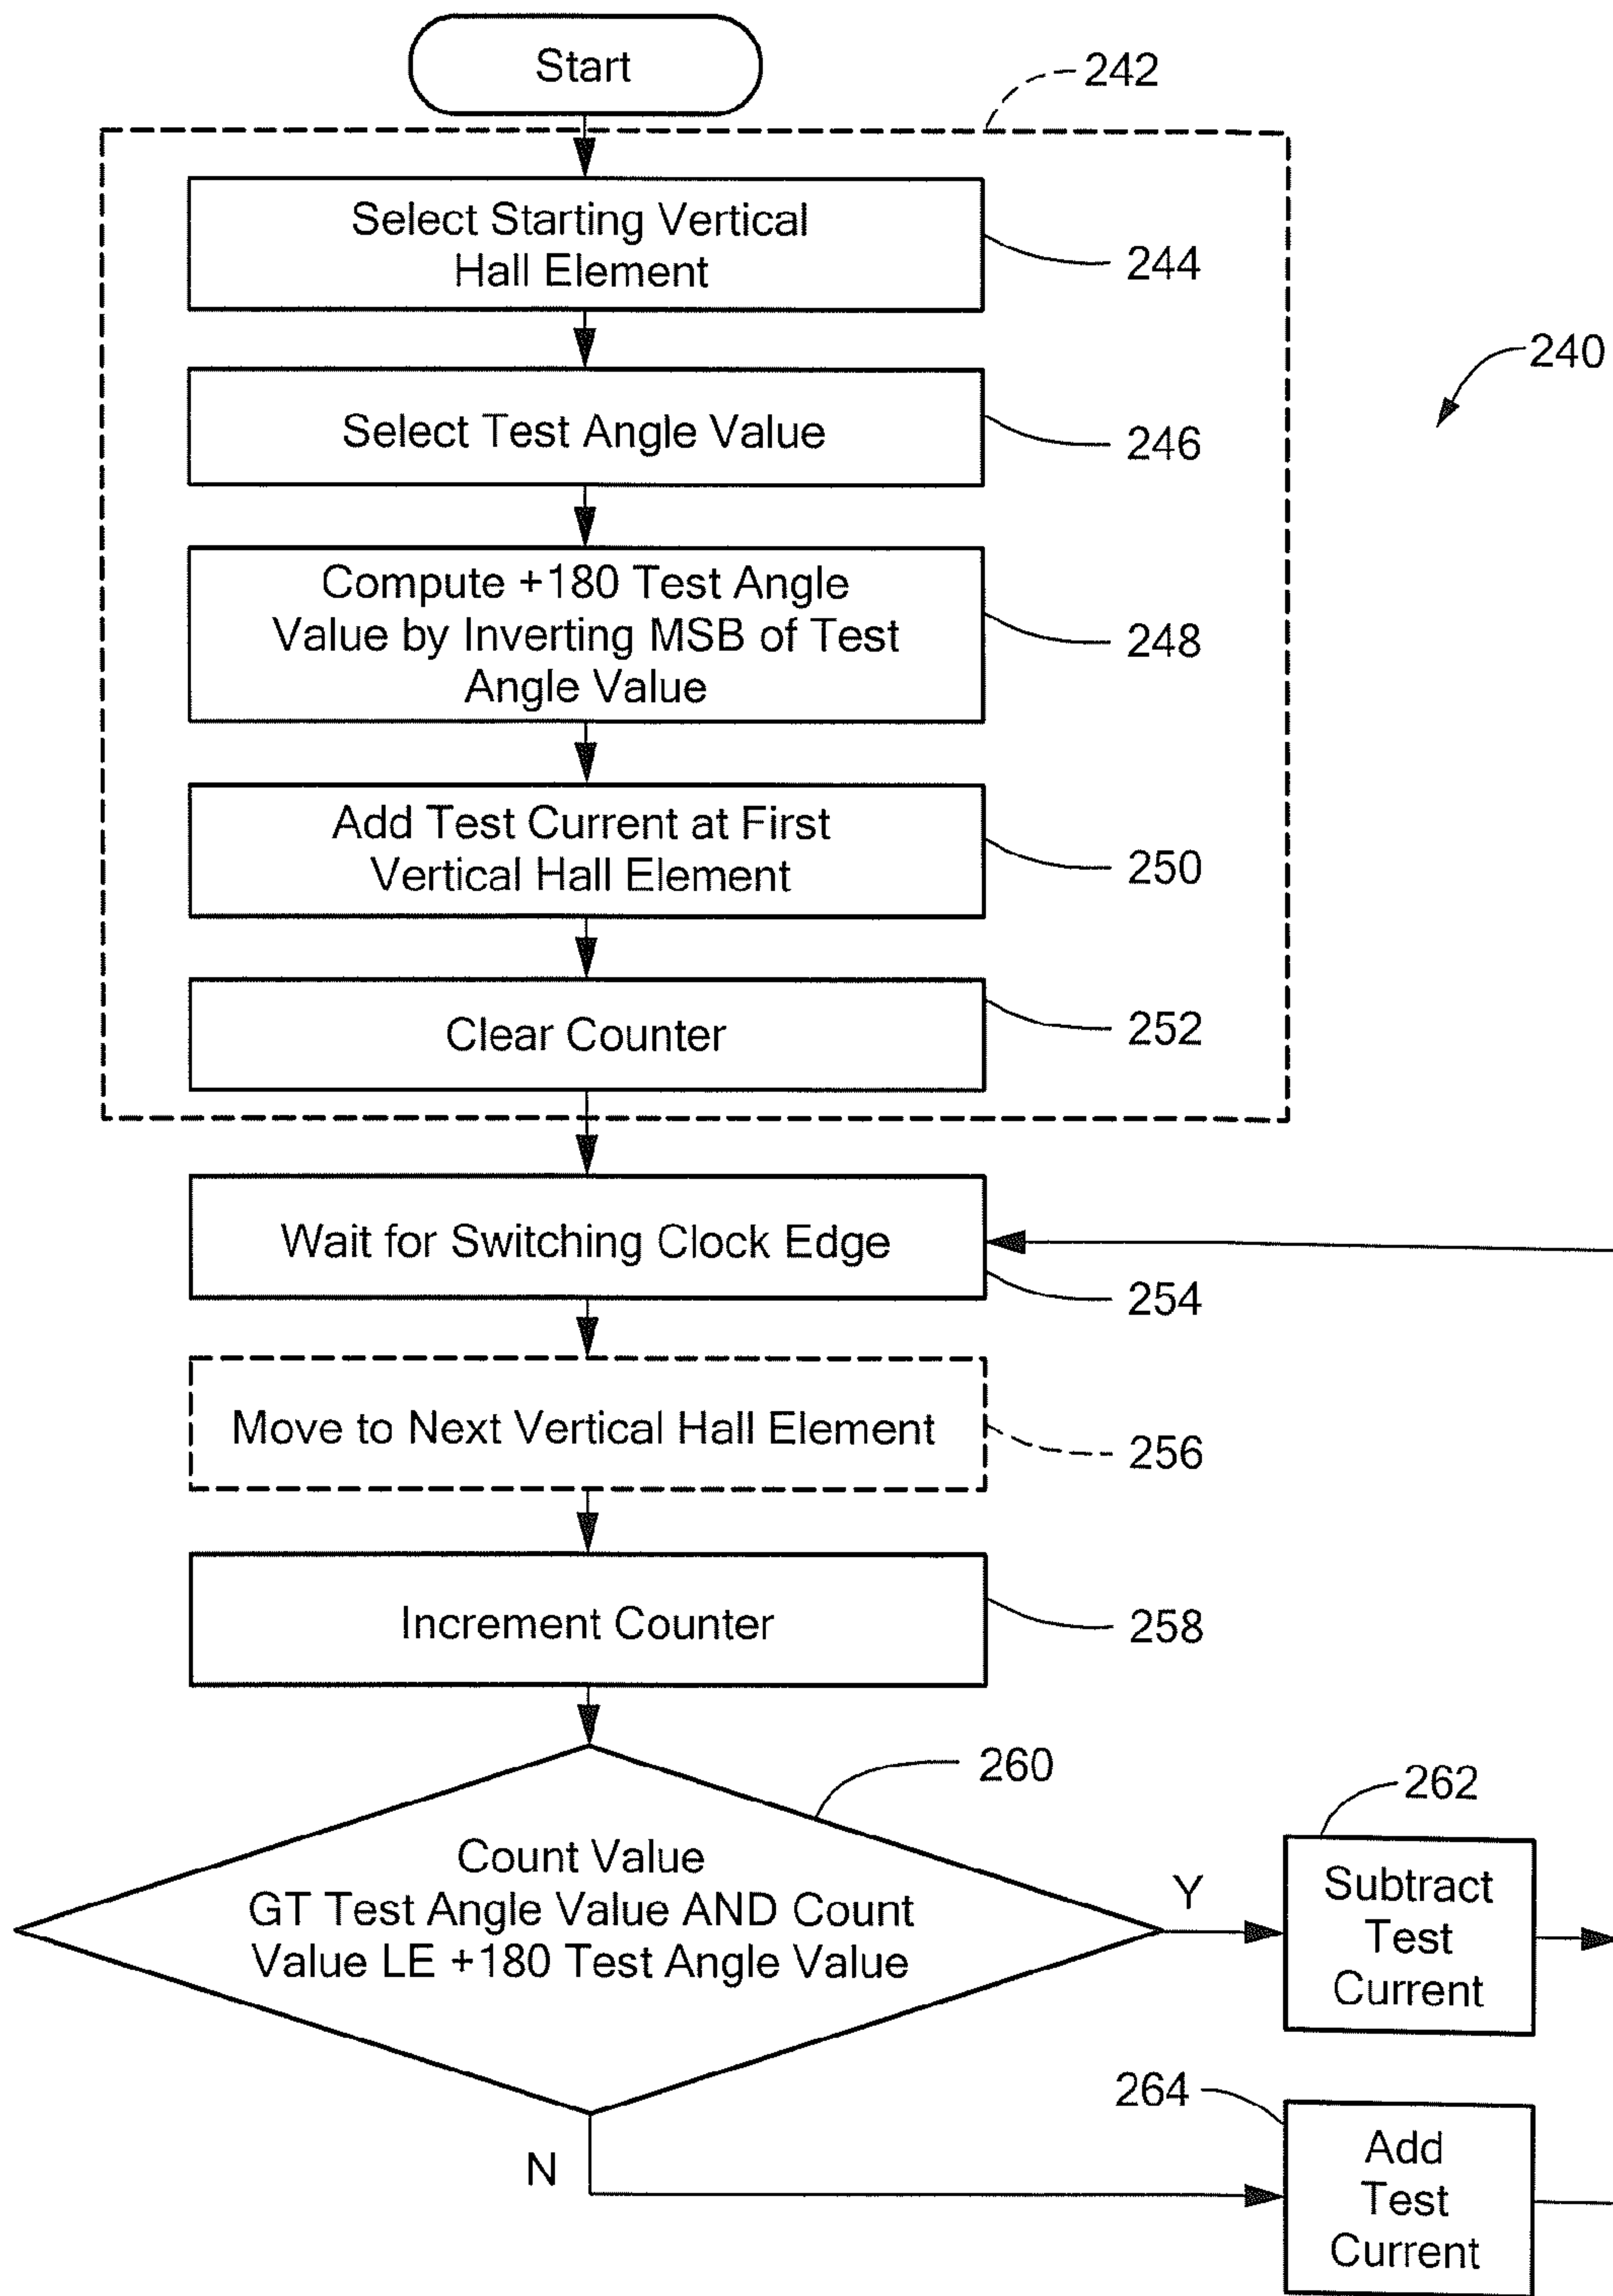 Start
242
Select Starting Vertical
Hall Element
244
240
Select Test Angle Value
246
Compute +180 Test Angle
Value by Inverting MSB of Test
Angle Value
248
Add Test Current at First
Vertical Hall Element
250
Clear Counter
252
Wait for Switching Clock Edge
254
Move to Next Vertical Hall Element
256
Increment Counter
258
260
Count Value
GT Test Angle Value AND Count
Value LE +180 Test Angle Value
Y
262
Subtract
Test
Current
N
264
Add
Test
Current